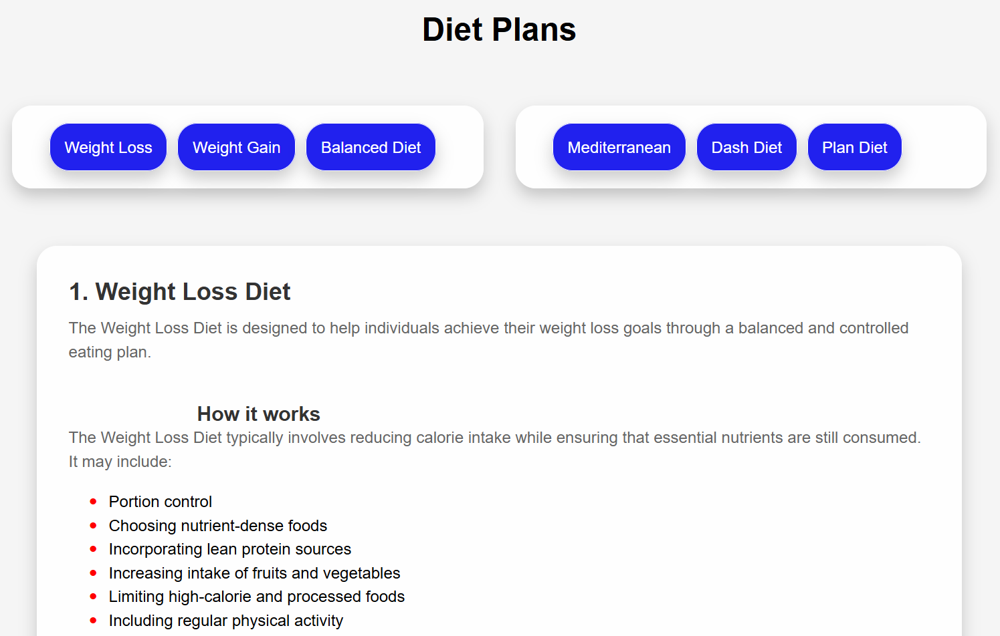 Diet Plans
Weight Loss Weight Gain Balanced Diet Mediterranean Dash Diet Plan Diet
1. Weight Loss Diet
The Weight Loss Diet is designed to help individuals achieve their weight loss goals through a balanced and controlled
eating plan.
How it works
The Weight Loss Diet typically involves reducing calorie intake while ensuring that essential nutrients are still consumed.
It may include:
Portion control
Choosing nutrient-dense foods
Incorporating lean protein sources
Increasing intake of fruits and vegetables
Limiting high-calorie and processed foods
Including regular physical activity